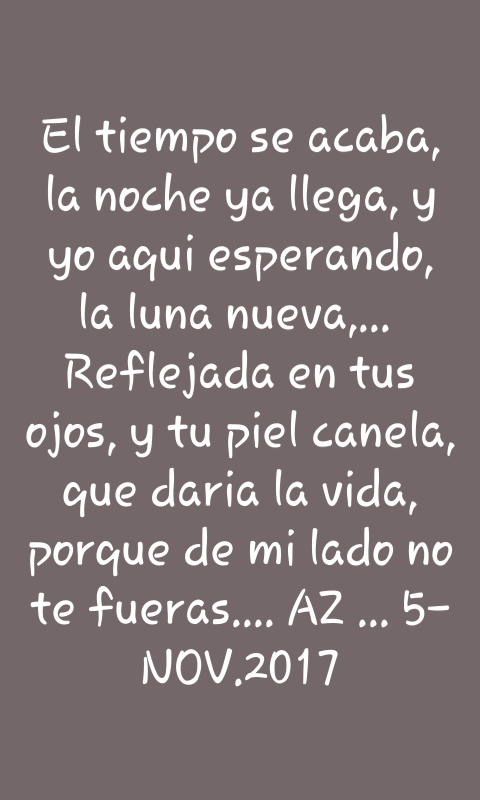 El tiempo se acaba,
la noche ya llega, y
yo aqui esperando,
la luna nueva,...
Reflejada en tus
ojos, y tu piel canela,
que daria la vida,
porque de mi lado no
te fueras.... AZ ... 5-
NOV.2017